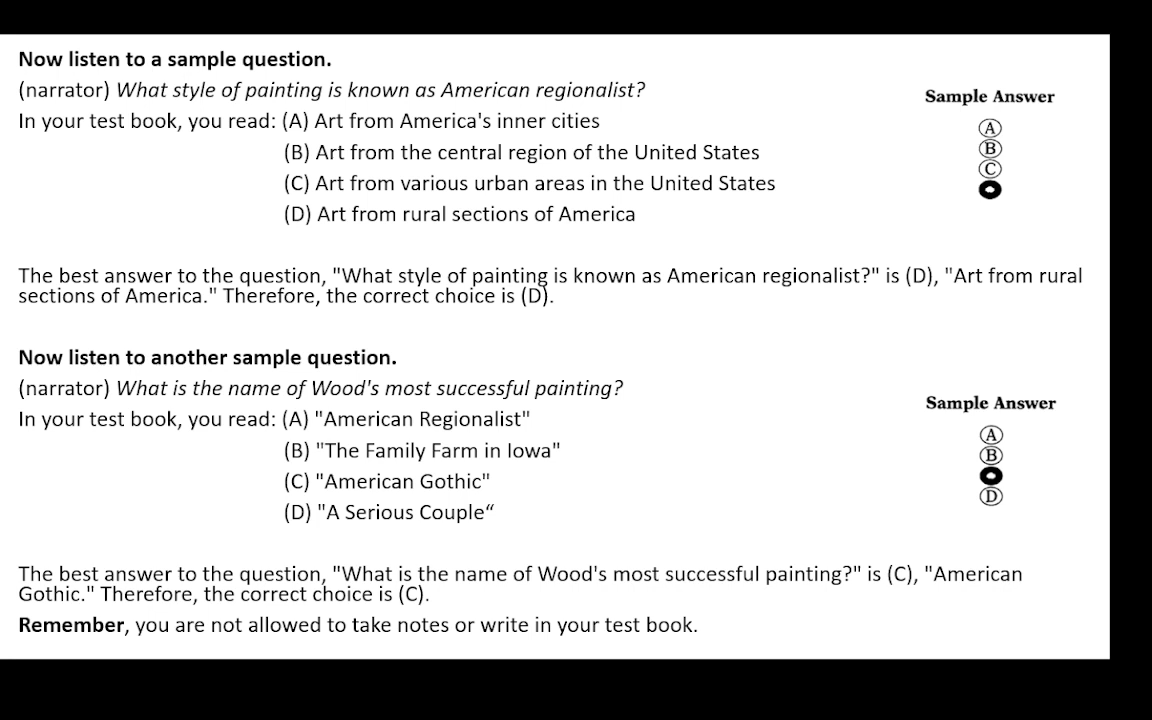 Now listen to a sample question.
(narrator) What style of painting is known as American regionalist?
In your test book, you read: (A) Art from America's inner cities
(B) Art from the central region of the United States
(C) Art from various urban areas in the United States
(D) Art from rural sections of America
Sample Answer
A
B
C
The best answer to the question, "What style of painting is known as American regionalist?" is (D), "Art from rural
sections of America." Therefore, the correct choice is (D).
Now listen to another sample question.
(narrator) What is the name of Wood's most successful painting?
In your test book, you read: (A) "American Regionalist"
(B) "The Family Farm in Iowa"
(C) "American Gothic"
(D) "A Serious Couple“
Sample Answer
A
B
D
The best answer to the question, "What is the name of Wood's most successful painting?" is (C), "American
Gothic." Therefore, the correct choice is (C).
Remember, you are not allowed to take notes or write in your test book.